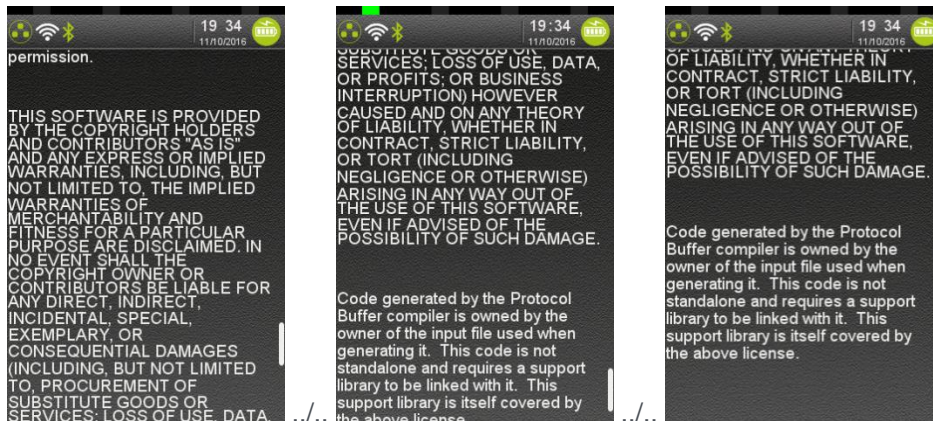 19 34
11/10/2016
permission.
THIS SOFTWARE IS PROVIDED
BY THE COPYRIGHT HOLDERS
AND CONTRIBUTORS "AS IS"
AND ANY EXPRESS OR IMPLIED
WARRANTIES, INCLUDING, BUT
NOT LIMITED TO, THE IMPLIED
WARRANTIES OF
MERCHANTABILITY AND
FITNESS FOR A PARTICULAR
PURPOSE ARE DISCLAIMED. IN
NO EVENT SHALL THE
COPYRIGHT OWNER OR
CONTRIBUTORS BE LIABLE FOR
ANY DIRECT, INDIRECT,
INCIDENTAL, SPECIAL,
EXEMPLARY, OR
CONSEQUENTIAL DAMAGES
(INCLUDING, BUT NOT LIMITED
TO, PROCUREMENT OF
SUBSTITUTE GOODS OR
SERVICES; LOSS OF USE, DATA,
../..
19:34
11/10/2016
SUBSTITUTE GOODS OR
SERVICES; LOSS OF USE, DATA,
OR PROFITS; OR BUSINESS
INTERRUPTION) HOWEVER
CAUSED AND ON ANY THEORY
OF LIABILITY, WHETHER IN
CONTRACT, STRICT LIABILITY,
OR TORT (INCLUDING
NEGLIGENCE OR OTHERWISE)
ARISING IN ANY WAY OUT OF
THE USE OF THIS SOFTWARE,
EVEN IF ADVISED OF THE
POSSIBILITY OF SUCH DAMAGE.
Code generated by the Protocol
Buffer compiler is owned by the
owner of the input file used when
generating it.  This code is not
standalone and requires a support
library to be linked with it.  This
support library is itself covered by
the above license.
../..
19 34
11/10/2016
CAUSED AND ON ANY THEORY
OF LIABILITY, WHETHER IN
CONTRACT, STRICT LIABILITY,
OR TORT (INCLUDING
NEGLIGENCE OR OTHERWISE)
ARISING IN ANY WAY OUT OF
THE USE OF THIS SOFTWARE,
EVEN IF ADVISED OF THE
POSSIBILITY OF SUCH DAMAGE.
Code generated by the Protocol
Buffer compiler is owned by the
owner of the input file used when
generating it.  This code is not
standalone and requires a support
library to be linked with it.  This
support library is itself covered by
the above license.